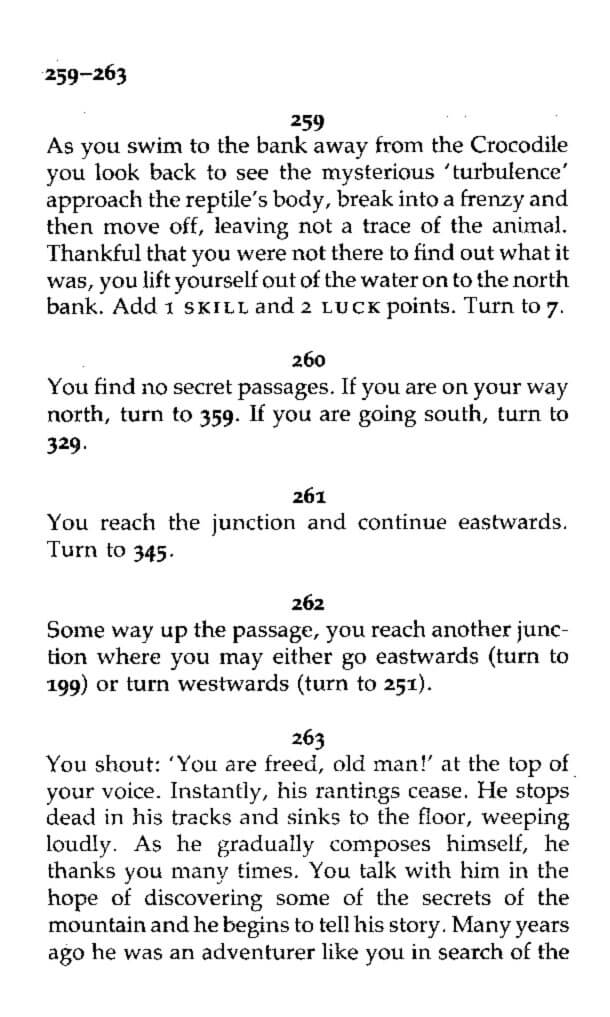 259–263
259
As you swim to the bank away from the Crocodile
you look back to see the mysterious ‘turbulence’
approach the reptile’s body, break into a frenzy and
then move off, leaving not a trace of the animal.
Thankful that you were not there to find out what it
was, you lift yourself out of the water on to the north
bank. Add 1 SKILL and 2 LUCK points. Turn to 7.
260
You find no secret passages. If you are on your way
north, turn to 359. If you are going south, turn to
329.
261
You reach the junction and continue eastwards.
Turn to 345.
262
Some way up the passage, you reach another junc-
tion where you may either go eastwards (turn to
199) or turn westwards (turn to 251).
263
You shout: ‘You are freed, old man!’ at the top of
your voice. Instantly, his rantings cease. He stops
dead in his tracks and sinks to the floor, weeping
loudly. As he gradually composes himself, he
thanks you many times. You talk with him in the
hope of discovering some of the secrets of the
mountain and he begins to tell his story. Many years
ago he was an adventurer like you in search of the